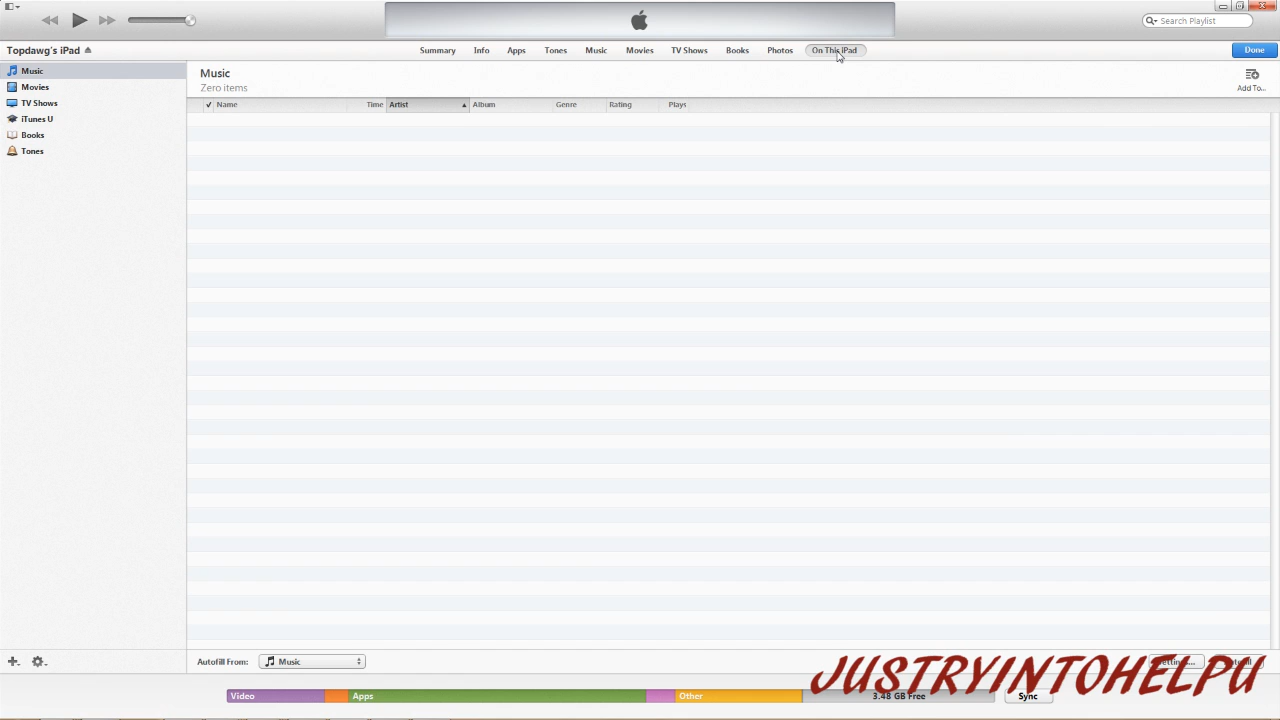 Search Playlist
Topdawg's iPad
Summary Info Apps Tones Music Movies TV Shows Books Photos On This iPad
Done
Music
Movies
TV Shows
iTunes U
Books
Tones
Music
Zero items
Add To...
Name Time Artist Album Genre Rating Plays
Autofill From: Music
JUSTRYINTOHELPU
Video Apps Other 3.48 GB Free Sync